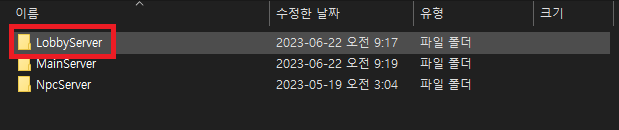 이름 수정한 날짜 유형 크기
LobbyServer 2023-06-22 오전 9:17 파일 폴더
MainServer 2023-06-22 오전 9:19 파일 폴더
NpcServer 2023-05-19 오전 3:04 파일 폴더